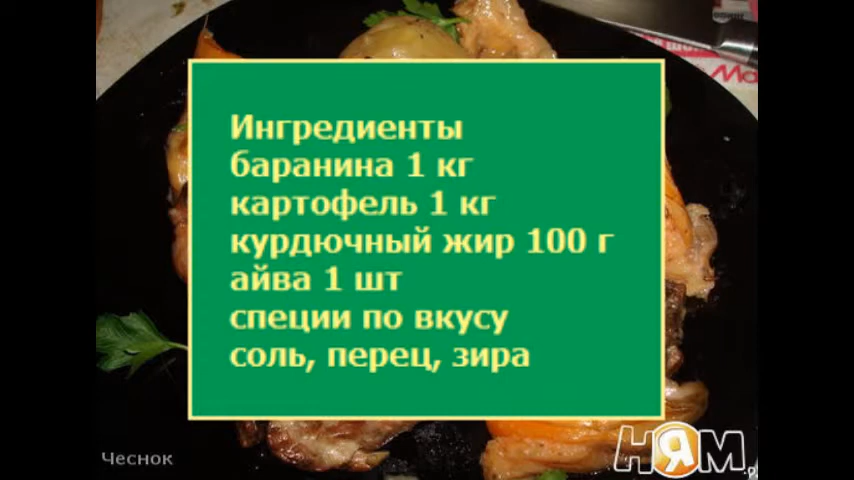 Ингредиенты
баранина 1 кг
картофель 1 кг
курдючный жир 100 г
айва 1 шт
специи по вкусу
соль, перец, зира
Чеснок
НЯМ